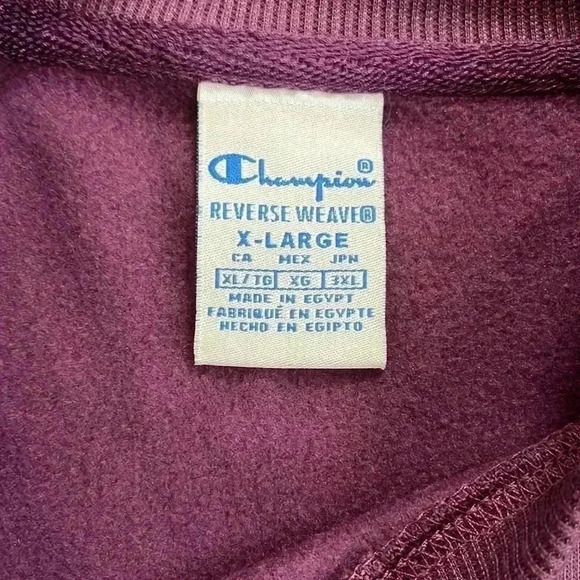 Champion®
REVERSE WEAVE®
X-LARGE
CA MEX JPN
XL/TG XG 3XL
MADE IN EGYPT
FABRIQUÉ EN EGYPTE
HECHO EN EGIPTO